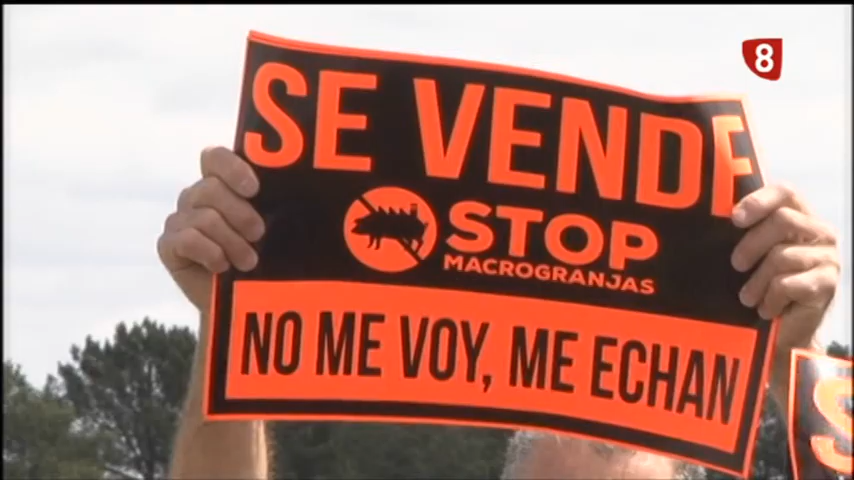 8
SE VENDE
STOP
MACROGRANJAS
NO ME VOY, ME ECHAN
S